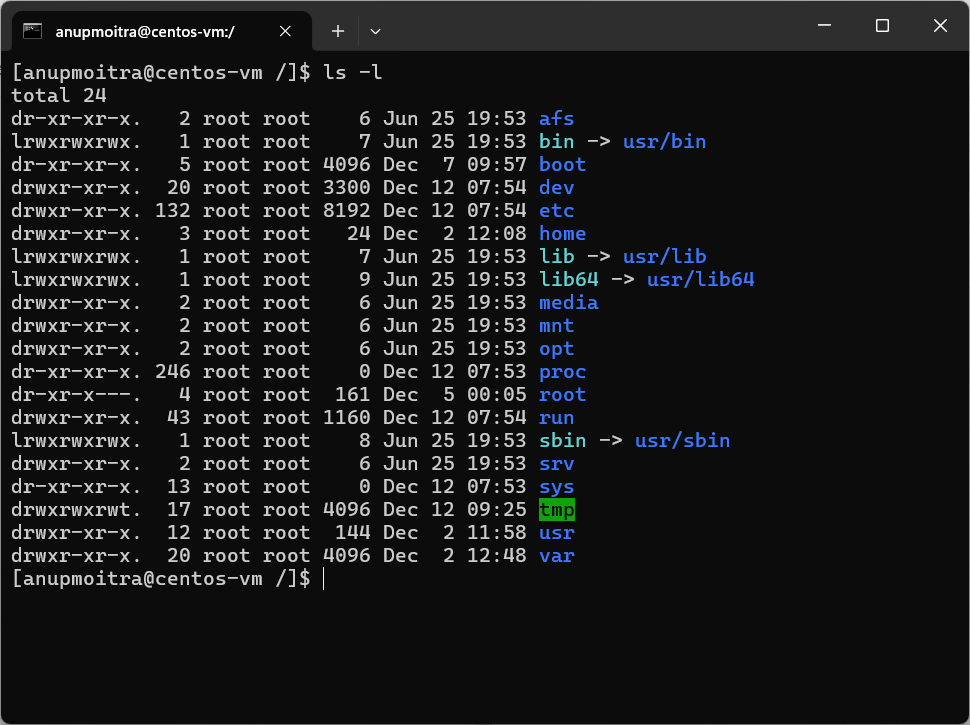 anupmoitra@centos-vm:/
[anupmoitra@centos-vm /]$ ls -l
total 24
dr-xr-xr-x.   2 root root    6 Jun 25 19:53 afs
lrwxrwxrwx.   1 root root    7 Jun 25 19:53 bin -> usr/bin
dr-xr-xr-x.   5 root root 4096 Dec  7 09:57 boot
drwxr-xr-x.  20 root root 3300 Dec 12 07:54 dev
drwxr-xr-x. 132 root root 8192 Dec 12 07:54 etc
drwxr-xr-x.   3 root root   24 Dec  2 12:08 home
lrwxrwxrwx.   1 root root    7 Jun 25 19:53 lib -> usr/lib
lrwxrwxrwx.   1 root root    9 Jun 25 19:53 lib64 -> usr/lib64
drwxr-xr-x.   2 root root    6 Jun 25 19:53 media
drwxr-xr-x.   2 root root    6 Jun 25 19:53 mnt
drwxr-xr-x.   2 root root    6 Jun 25 19:53 opt
dr-xr-xr-x. 246 root root    0 Dec 12 07:53 proc
dr-xr-x---.   4 root root  161 Dec  5 00:05 root
drwxr-xr-x.  43 root root 1160 Dec 12 07:54 run
lrwxrwxrwx.   1 root root    8 Jun 25 19:53 sbin -> usr/sbin
drwxr-xr-x.   2 root root    6 Jun 25 19:53 srv
dr-xr-xr-x.  13 root root    0 Dec 12 07:53 sys
drwxrwxrwt.  17 root root 4096 Dec 12 09:25 tmp
drwxr-xr-x.  12 root root  144 Dec  2 11:58 usr
drwxr-xr-x.  20 root root 4096 Dec  2 12:48 var
[anupmoitra@centos-vm /]$